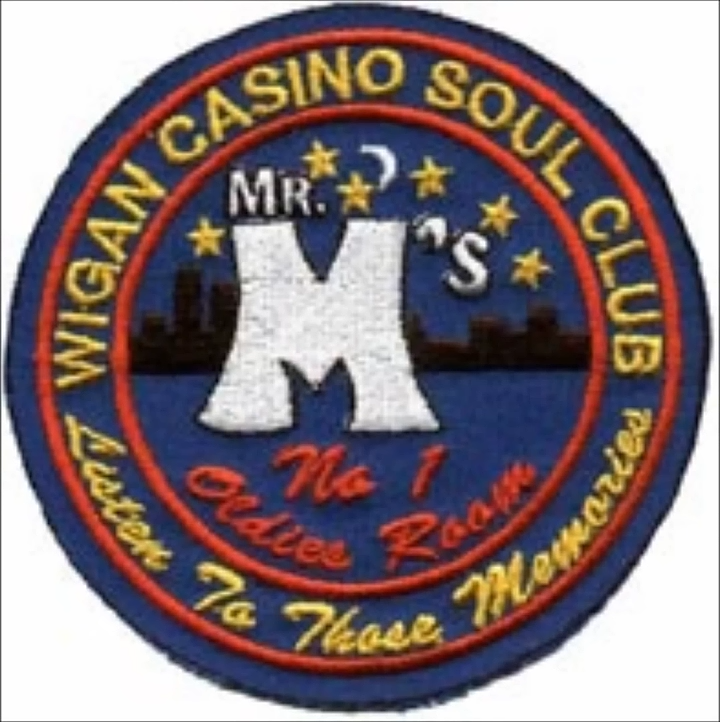 WIGAN CASINO SOUL CLUB
MR.
M's
No 1
Oldies Room
Listen To Those Memories